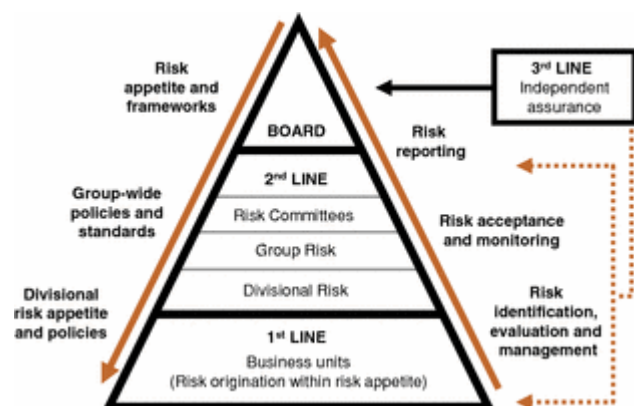 Risk
appetite and
frameworks
Group-wide
policies and
standards
Divisional
risk appetite
and policies
BOARD
2nd LINE
Risk Committees
Group Risk
Divisional Risk
1st LINE
Business units
(Risk origination within risk appetite)
Risk
reporting
Risk acceptance
and monitoring
Risk
identification,
evaluation and
management
3rd LINE
Independent
assurance